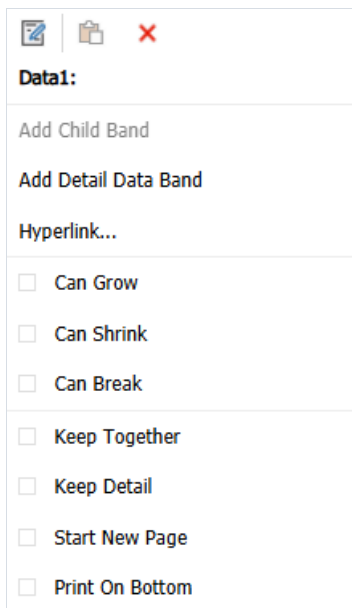 Data1:
Add Child Band
Add Detail Data Band
Hyperlink...
Can Grow
Can Shrink
Can Break
Keep Together
Keep Detail
Start New Page
Print On Bottom